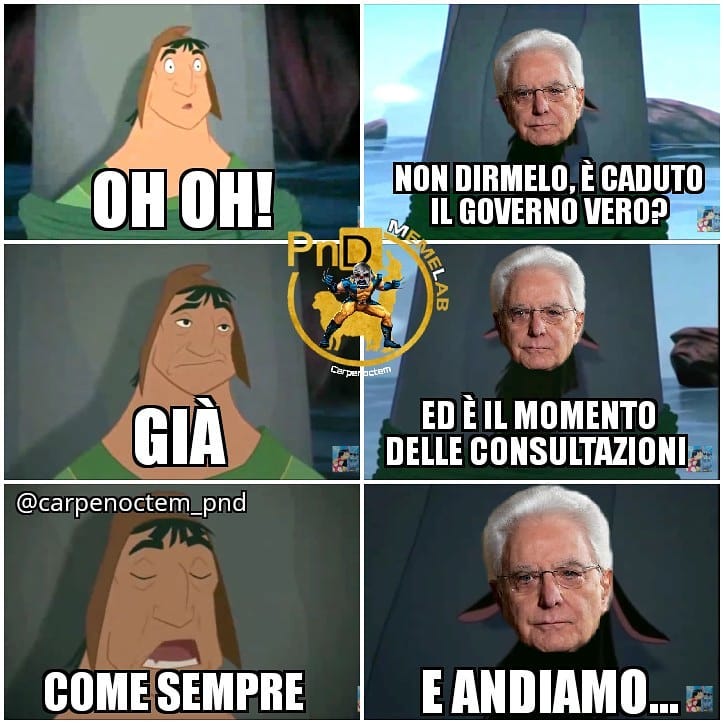 OH OH!
NON DIRMELO, È CADUTO
IL GOVERNO VERO?
PnD
MEMELAB
Carpenoctem
GIÀ
ED È IL MOMENTO
DELLE CONSULTAZIONI
@carpenoctem_pnd
COME SEMPRE
E ANDIAMO...